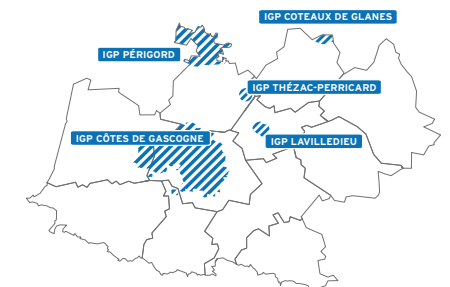 IGP COTEAUX DE GLANES
IGP PÉRIGORD
IGP THÉZAC-PERRICARD
IGP CÔTES DE GASCOGNE
IGP LAVILLEDIEU